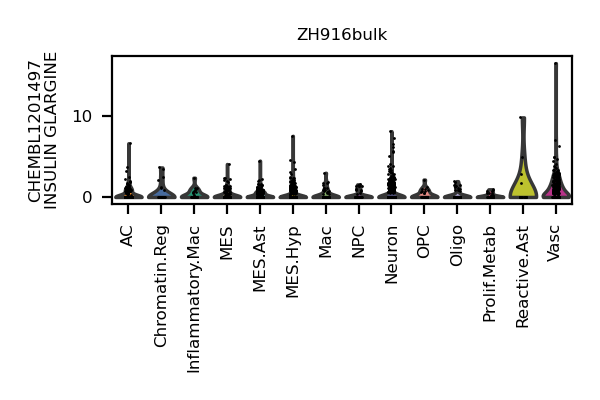 ZH916bulk
CHEMBL1201497
INSULIN GLARGINE
10
0
AC
Chromatin.Reg
Inflammatory.Mac
MES
MES.Ast
MES.Hyp
Mac
NPC
Neuron
OPC
Oligo
Prolif.Metab
Reactive.Ast
Vasc